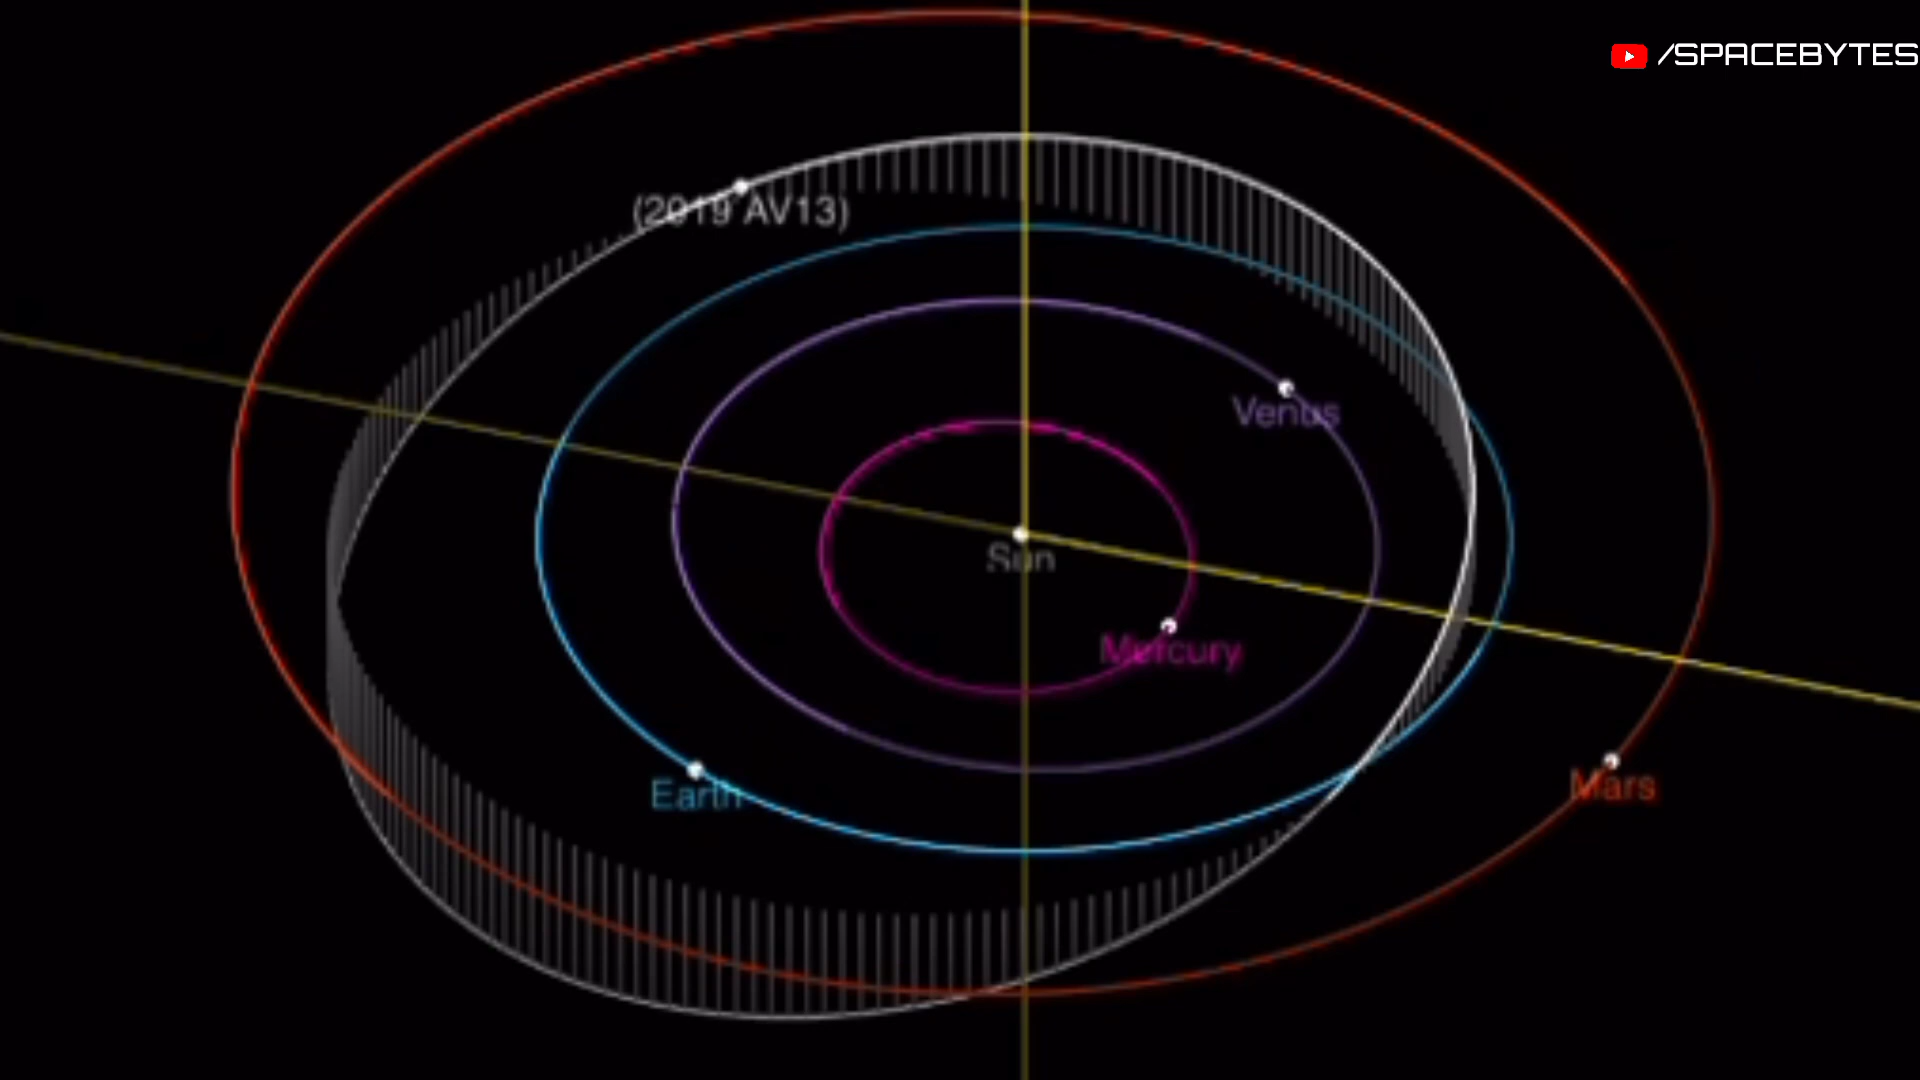 /SPACEBYTES
(2019 AV13)
Venus
Sun
Mercury
Earth
Mars